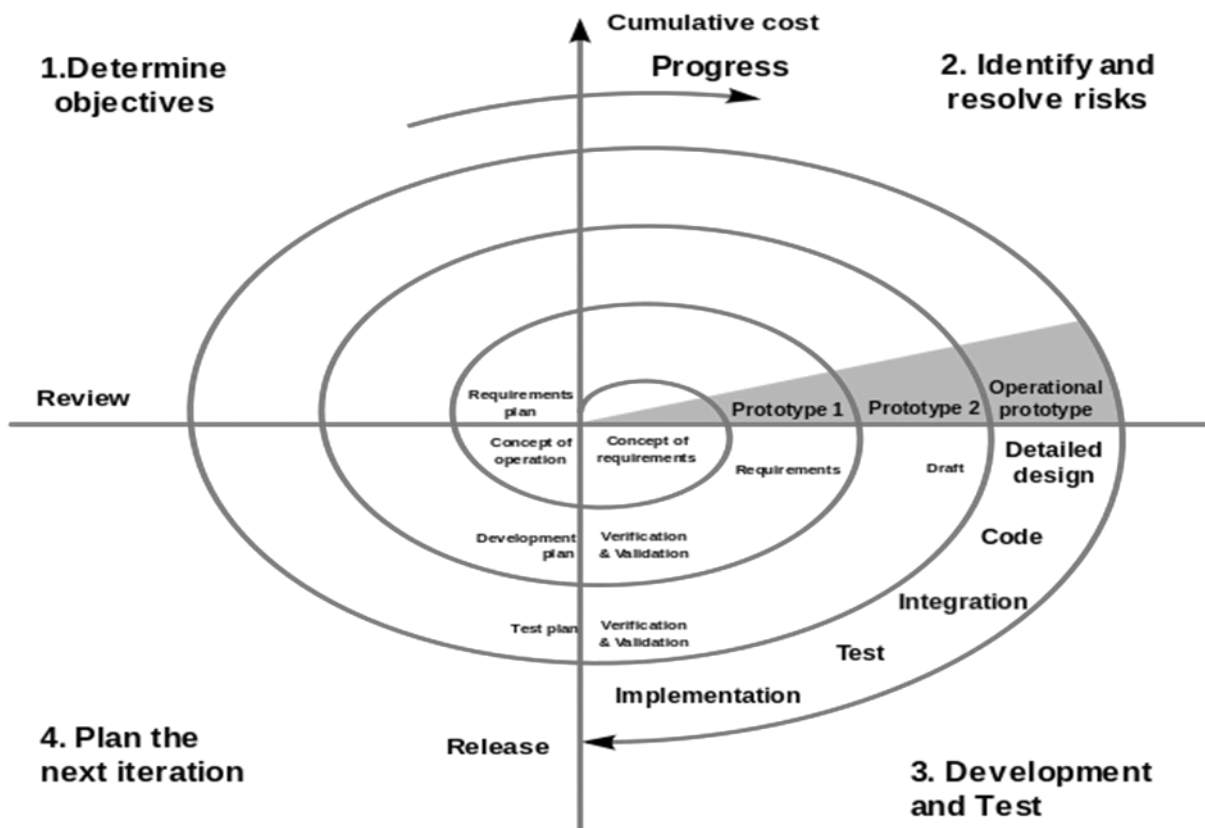 Cumulative cost
Progress
1.Determine
objectives
2. Identify and
resolve risks
Review
Requirements
plan
Prototype 1
Prototype 2
Operational
prototype
Concept of
operation
Concept of
requirements
Requirements
Draft
Detailed
design
Development
plan
Verification
& Validation
Code
Integration
Test plan
Verification
& Validation
Test
Implementation
Release
4. Plan the
next iteration
3. Development
and Test